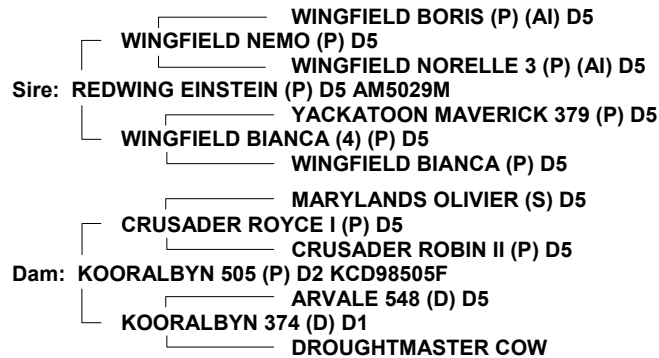 WINGFIELD BORIS (P) (AI) D5
WINGFIELD NEMO (P) D5
WINGFIELD NORELLE 3 (P) (AI) D5
Sire: REDWING EINSTEIN (P) D5 AM5029M
YACKATOON MAVERICK 379 (P) D5
WINGFIELD BIANCA (4) (P) D5
WINGFIELD BIANCA (P) D5
MARYLANDS OLIVIER (S) D5
CRUSADER ROYCE I (P) D5
CRUSADER ROBIN II (P) D5
Dam: KOORALBYN 505 (P) D2 KCD98505F
ARVALE 548 (D) D5
KOORALBYN 374 (D) D1
DROUGHTMASTER COW